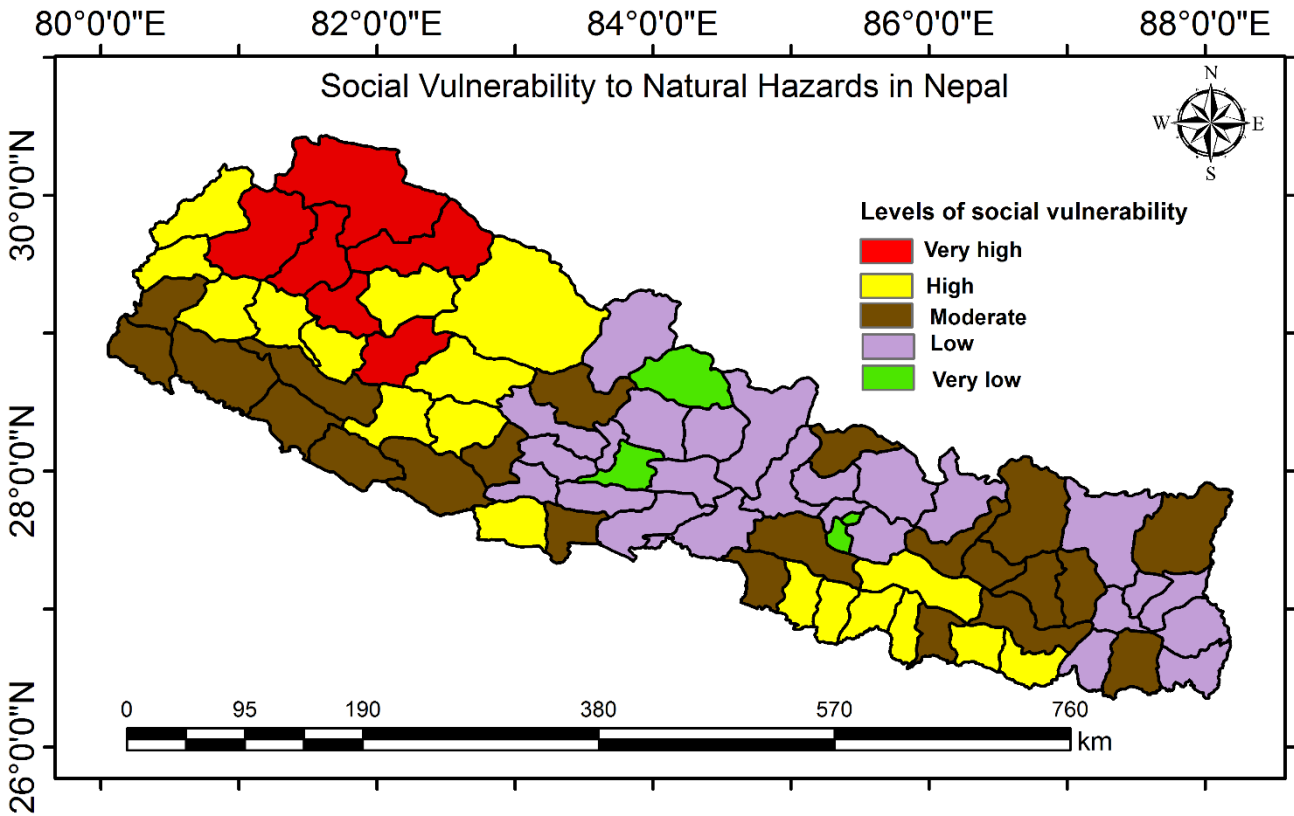 80°0'0"E 82°0'0"E 84°0'0"E 86°0'0"E 88°0'0"E
Social Vulnerability to Natural Hazards in Nepal
N
W E
S
30°0'0"N
28°0'0"N
26°0'0"N
Levels of social vulnerability
Very high
High
Moderate
Low
Very low
0 95 190 380 570 760
km